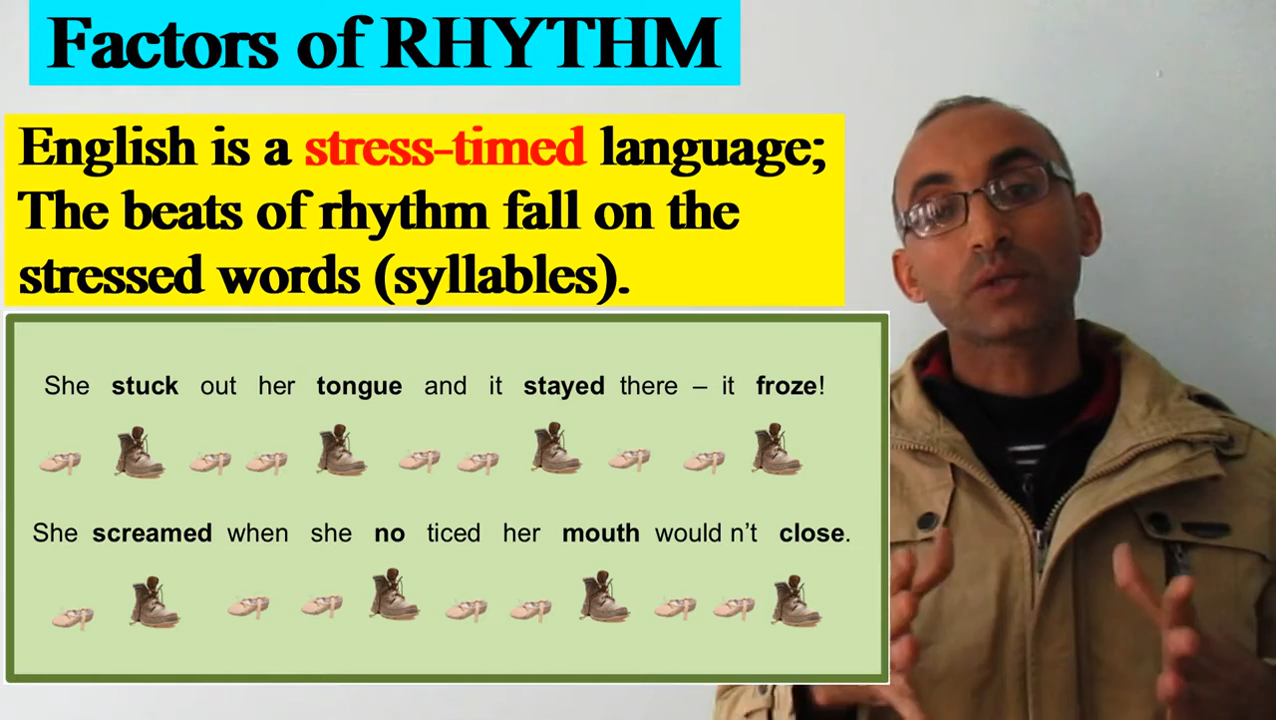 Factors of RHYTHM
English is a stress-timed language;
The beats of rhythm fall on the
stressed words (syllables).
She stuck out her tongue and it stayed there – it froze!
She screamed when she no ticed her mouth would n't close.